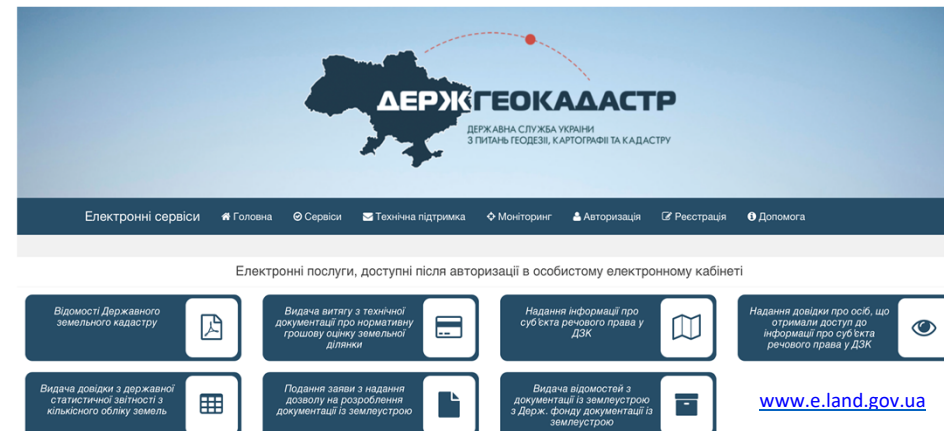 ДЕРЖГЕОКАДАСТР
ДЕРЖАВНА СЛУЖБА УКРАЇНИ
З ПИТАНЬ ГЕОДЕЗІЇ, КАРТОГРАФІЇ ТА КАДАСТРУ
Електронні сервіси Головна Сервіси Технічна підтримка Моніторинг Авторизація Реєстрація Допомога
Електронні послуги, доступні після авторизації в особистому електронному кабінеті
Відомості Державного
земельного кадастру
Видача витягу з технічної
документації про нормативну
грошову оцінку земельної
ділянки
Надання інформації про
суб'єкта речового права у
ДЗК
Надання довідки про осіб, що
отримали доступ до
інформації про суб'єкта
речового права у ДЗК
Видача довідки з державної
статистичної звітності з
кількісного обліку земель
Подання заяви з надання
дозволу на розроблення
документації із землеустрою
Видача відомостей з
документації із землеустрою
з Держ. фонду документації із
землеустрою
www.e.land.gov.ua